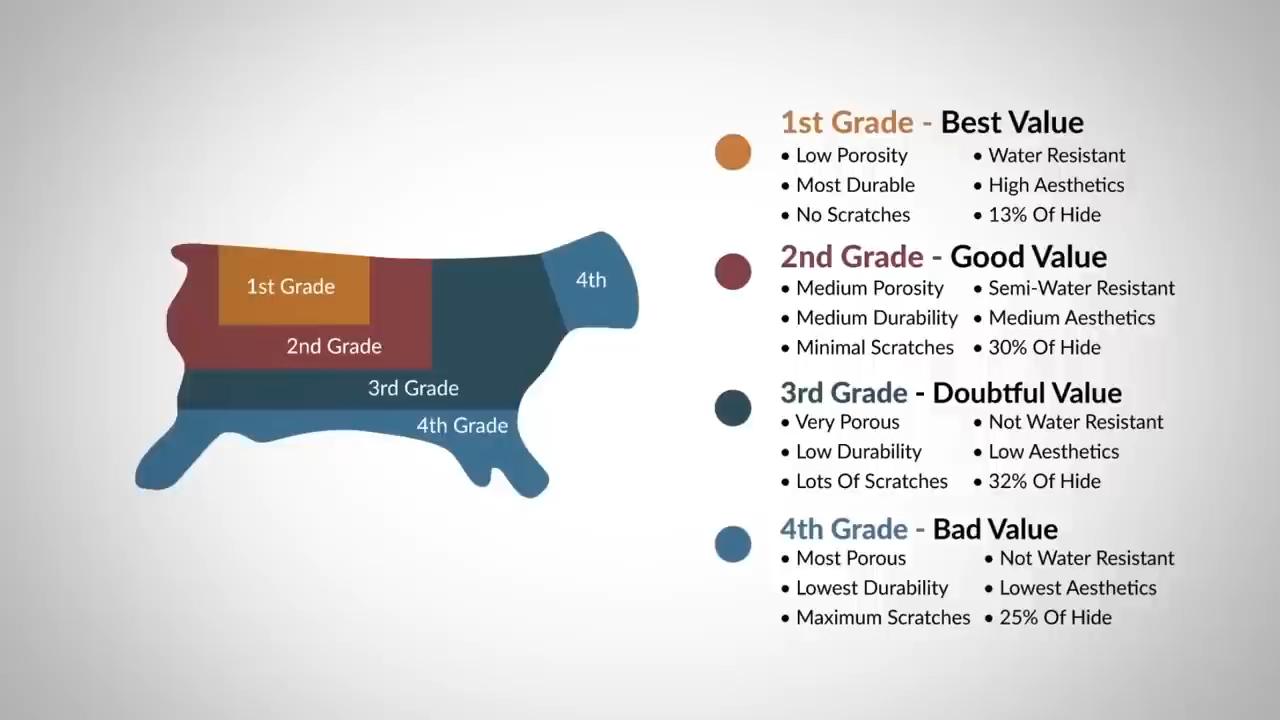 1st Grade
2nd Grade
3rd Grade
4th Grade
4th
1st Grade - Best Value
• Low Porosity • Water Resistant
• Most Durable • High Aesthetics
• No Scratches • 13% Of Hide
2nd Grade - Good Value
• Medium Porosity • Semi-Water Resistant
• Medium Durability • Medium Aesthetics
• Minimal Scratches • 30% Of Hide
3rd Grade - Doubtful Value
• Very Porous • Not Water Resistant
• Low Durability • Low Aesthetics
• Lots Of Scratches • 32% Of Hide
4th Grade - Bad Value
• Most Porous • Not Water Resistant
• Lowest Durability • Lowest Aesthetics
• Maximum Scratches • 25% Of Hide